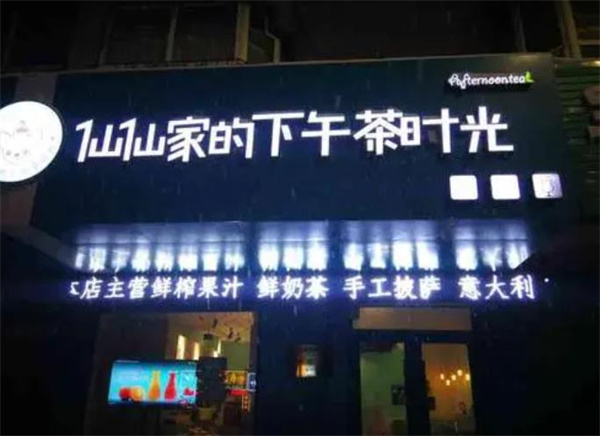 Afternoontea
仙仙家的下午茶时光
本店主营鲜榨果汁 鲜奶茶 手工披萨 意大利